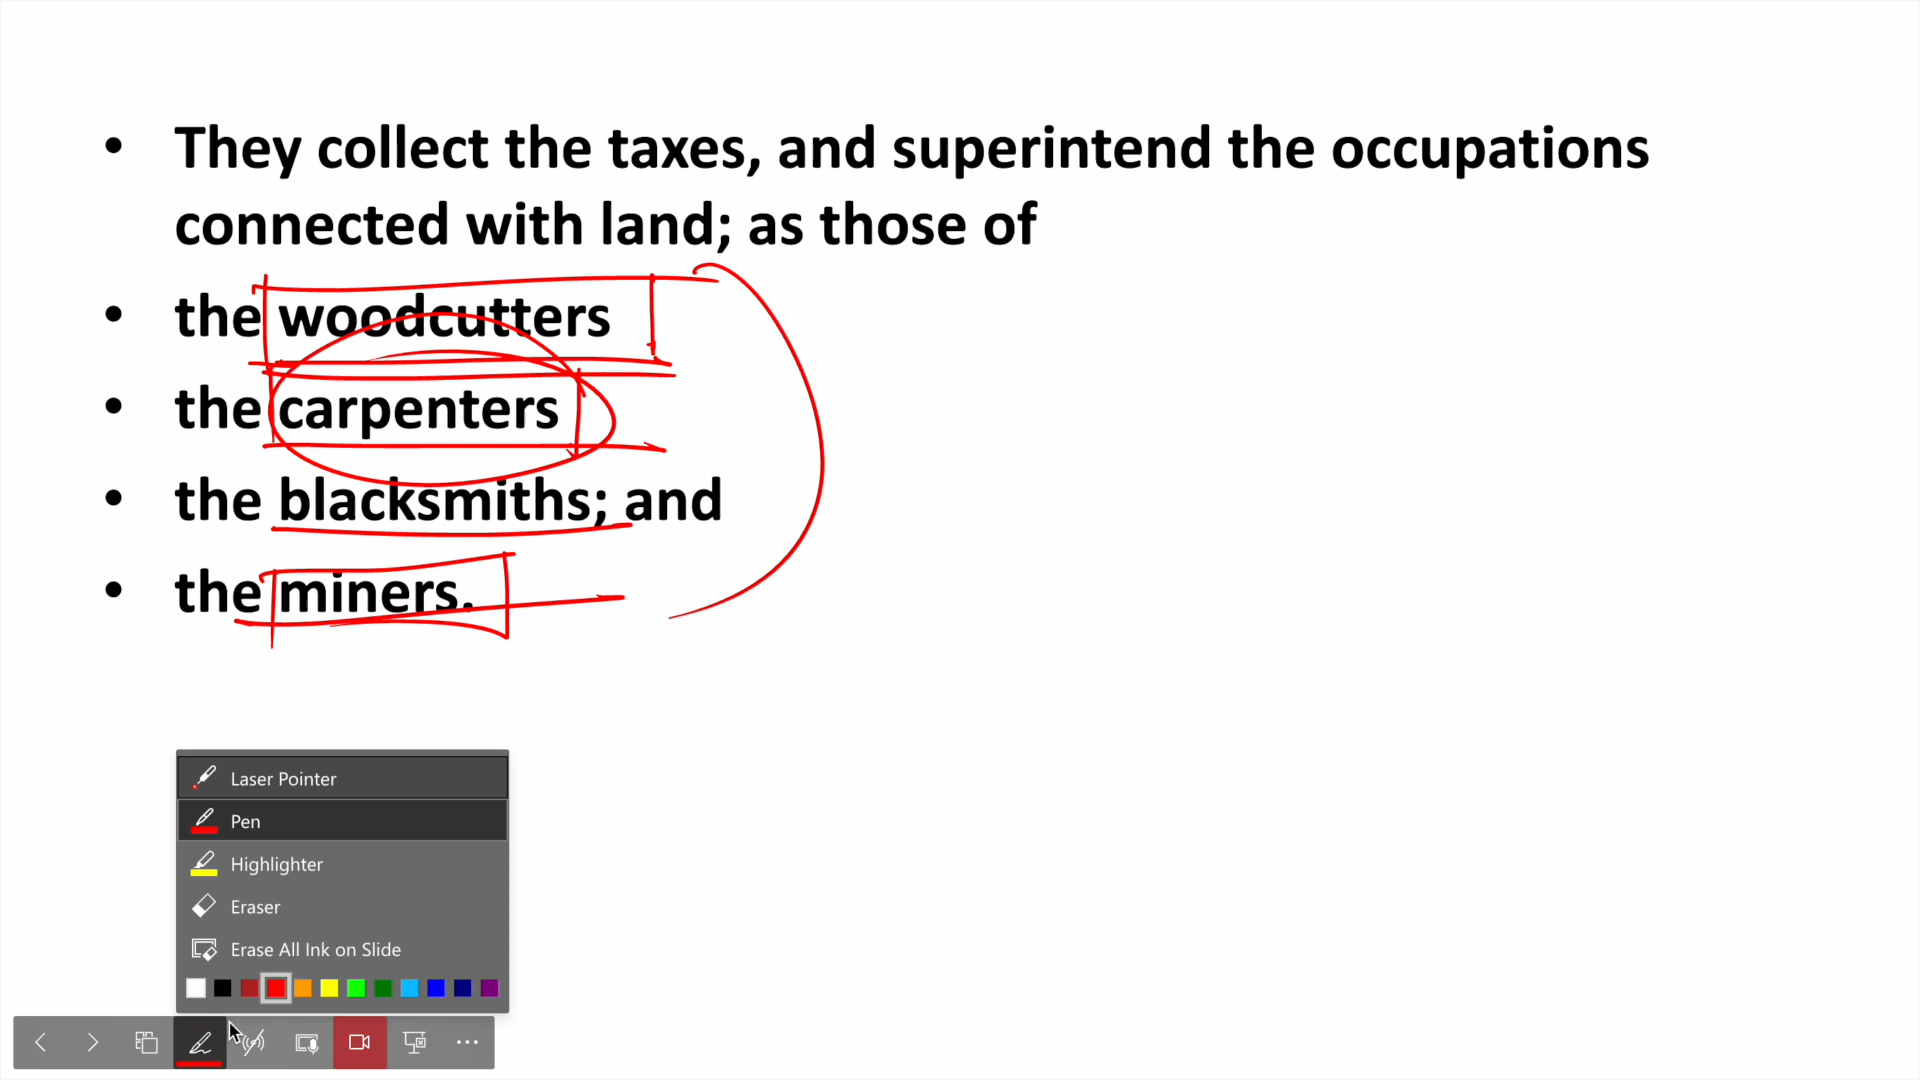 • They collect the taxes, and superintend the occupations
connected with land; as those of
• the woodcutters
• the carpenters
• the blacksmiths; and
• the miners.
Laser Pointer
Pen
Highlighter
Eraser
Erase All Ink on Slide